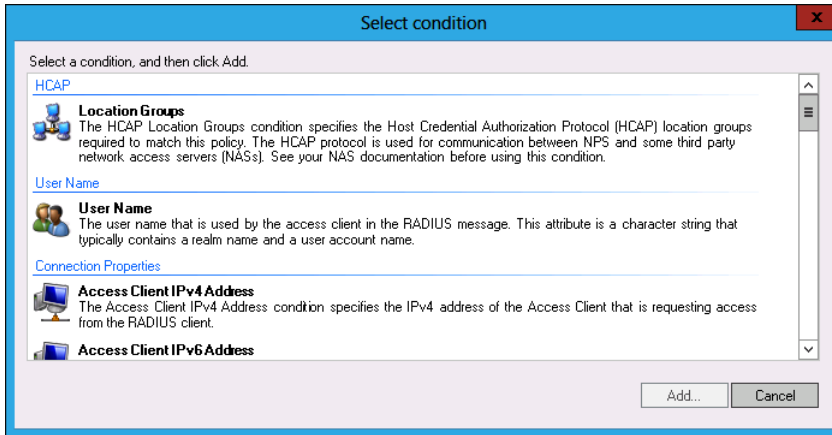 Select condition
x
Select a condition, and then click Add.
HCAP
Location Groups
The HCAP Location Groups condition specifies the Host Credential Authorization Protocol (HCAP) location groups
required to match this policy. The HCAP protocol is used for communication between NPS and some third party
network access servers (NASs). See your NAS documentation before using this condition.
User Name
User Name
The user name that is used by the access client in the RADIUS message. This attribute is a character string that
typically contains a realm name and a user account name.
Connection Properties
Access Client IPv4 Address
The Access Client IPv4 Address condition specifies the IPv4 address of the Access Client that is requesting access
from the RADIUS client.
Access Client IPv6 Address
Add... Cancel